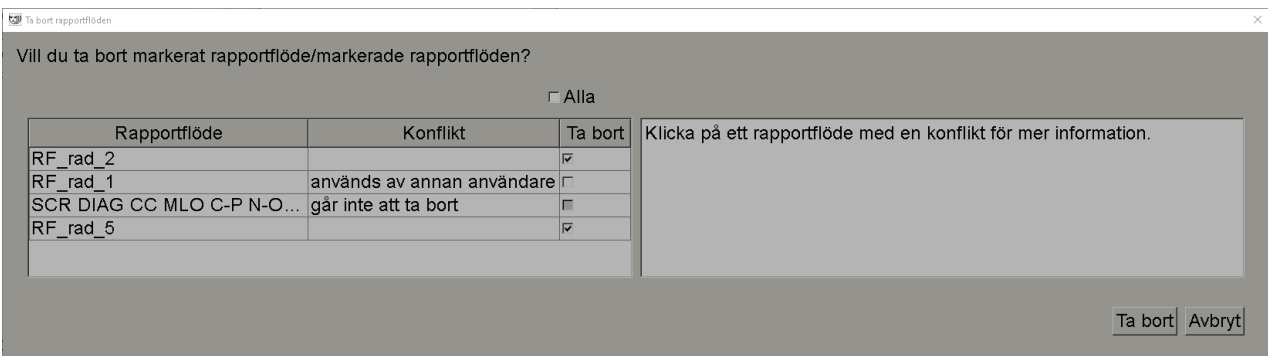 Ta bort rapportflöden
Vill du ta bort markerat rapportflöde/markerade rapportflöden?
Alla
Rapportflöde Konflikt Ta bort
RF_rad_2
RF_rad_1 används av annan användare
SCR DIAG CC MLO C-P N-O... går inte att ta bort
RF_rad_5
Klicka på ett rapportflöde med en konflikt för mer information.
Ta bort Avbryt